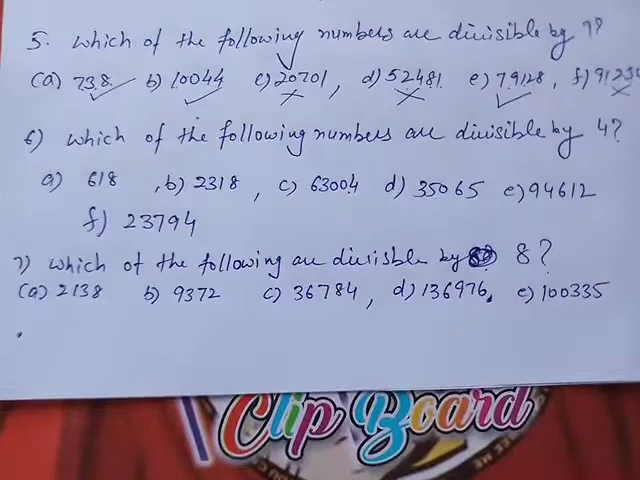 5. Which of the following numbers are divisible by 7?
(a) 738 b) 10044 c) 20701, d) 52481 e) 79128, f) 91250
6) Which of the following numbers are divisible by 4?
a) 618 , b) 2318 , c) 63004 d) 35065 e) 94612
f) 23794
7) Which of the following are divisible by 8?
(a) 2138 b) 9372 c) 36784, d) 136976. e) 100335
Clip Board